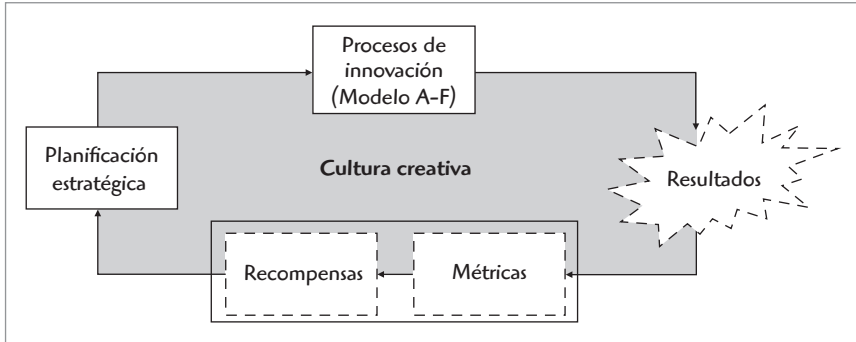 Procesos de
innovación
(Modelo A-F)
Planificación
estratégica
Cultura creativa
Resultados
Recompensas
Métricas